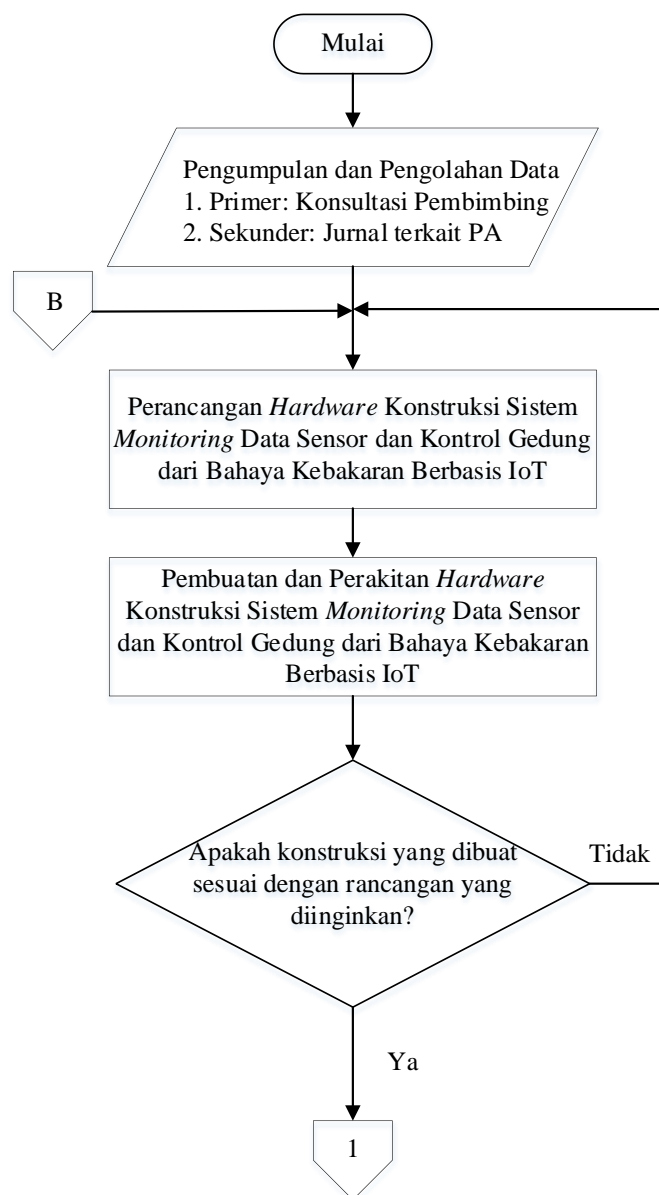 Mulai
Pengumpulan dan Pengolahan Data
1. Primer: Konsultasi Pembimbing
2. Sekunder: Jurnal terkait PA
B
Perancangan Hardware Konstruksi Sistem
Monitoring Data Sensor dan Kontrol Gedung
dari Bahaya Kebakaran Berbasis IoT
Pembuatan dan Perakitan Hardware
Konstruksi Sistem Monitoring Data Sensor
dan Kontrol Gedung dari Bahaya Kebakaran
Berbasis IoT
Apakah konstruksi yang dibuat
sesuai dengan rancangan yang
diinginkan?
Tidak
Ya
1